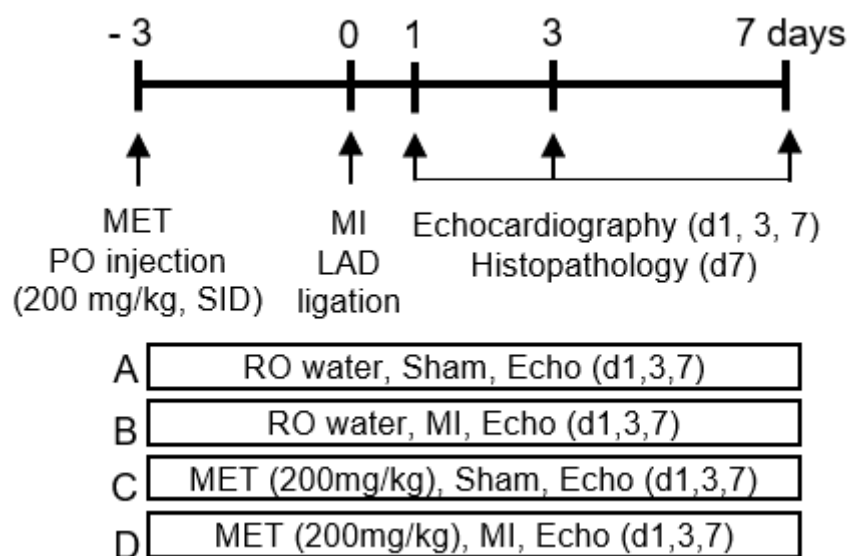 - 3 0 1 3 7 days
MET
PO injection
(200 mg/kg, SID)
MI
LAD
ligation
Echocardiography (d1, 3, 7)
Histopathology (d7)
A RO water, Sham, Echo (d1,3,7)
B RO water, MI, Echo (d1,3,7)
C MET (200mg/kg), Sham, Echo (d1,3,7)
D MET (200mg/kg), MI, Echo (d1,3,7)